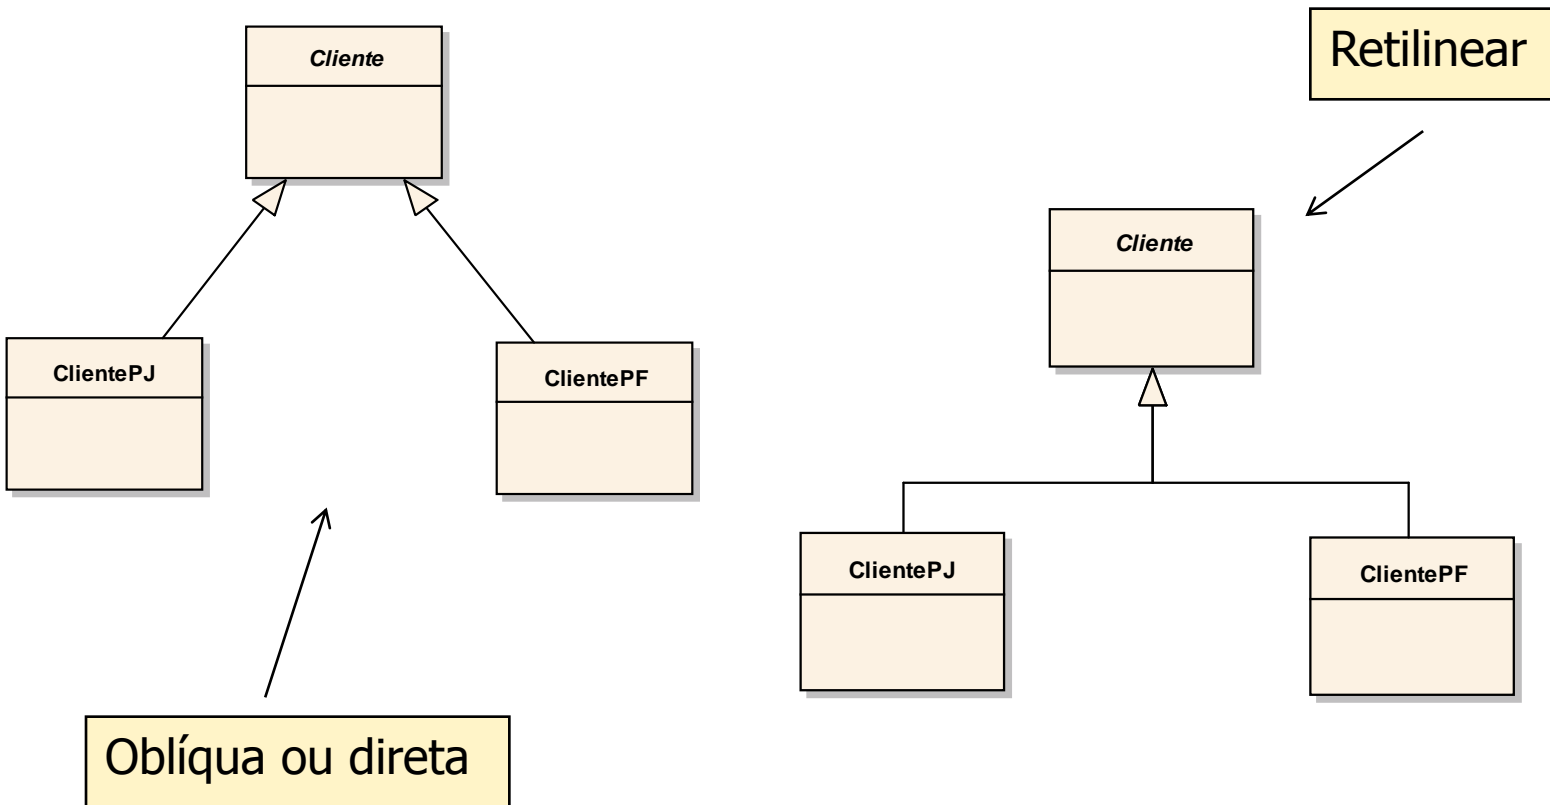 Cliente
ClientePJ
ClientePF
Oblíqua ou direta
Retilinear
Cliente
ClientePJ
ClientePF